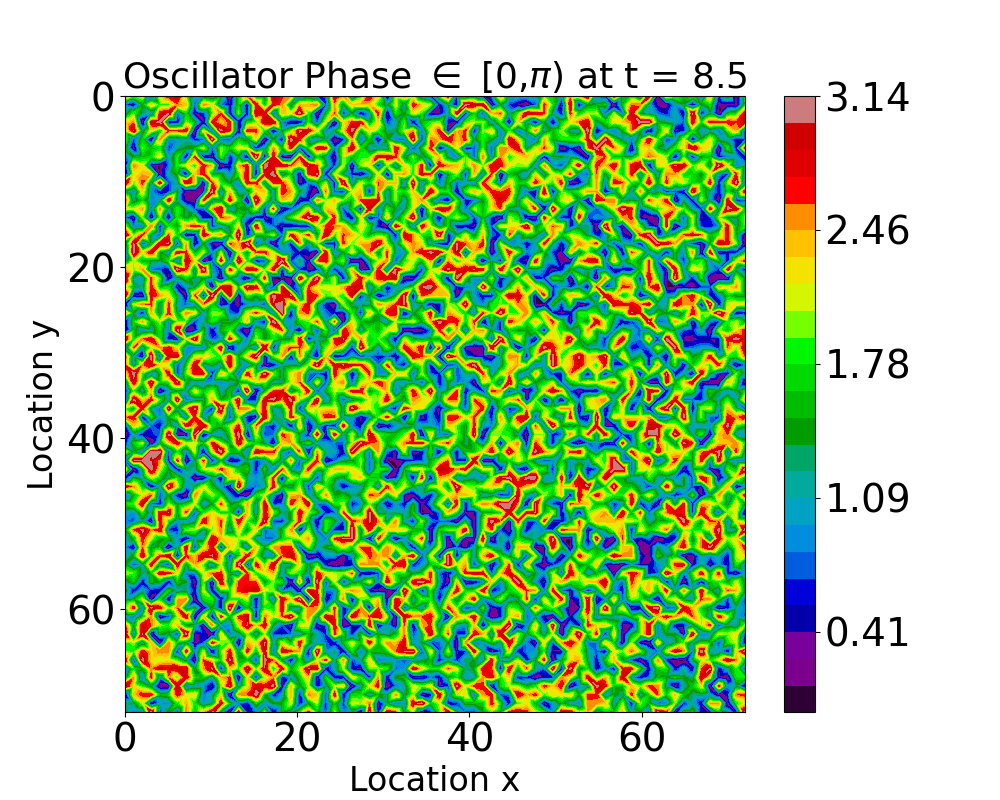 Oscillator Phase ∈ [0,π) at t = 8.5
0
20
40
60
Location y
0 20 40 60
Location x
3.14
2.46
1.78
1.09
0.41